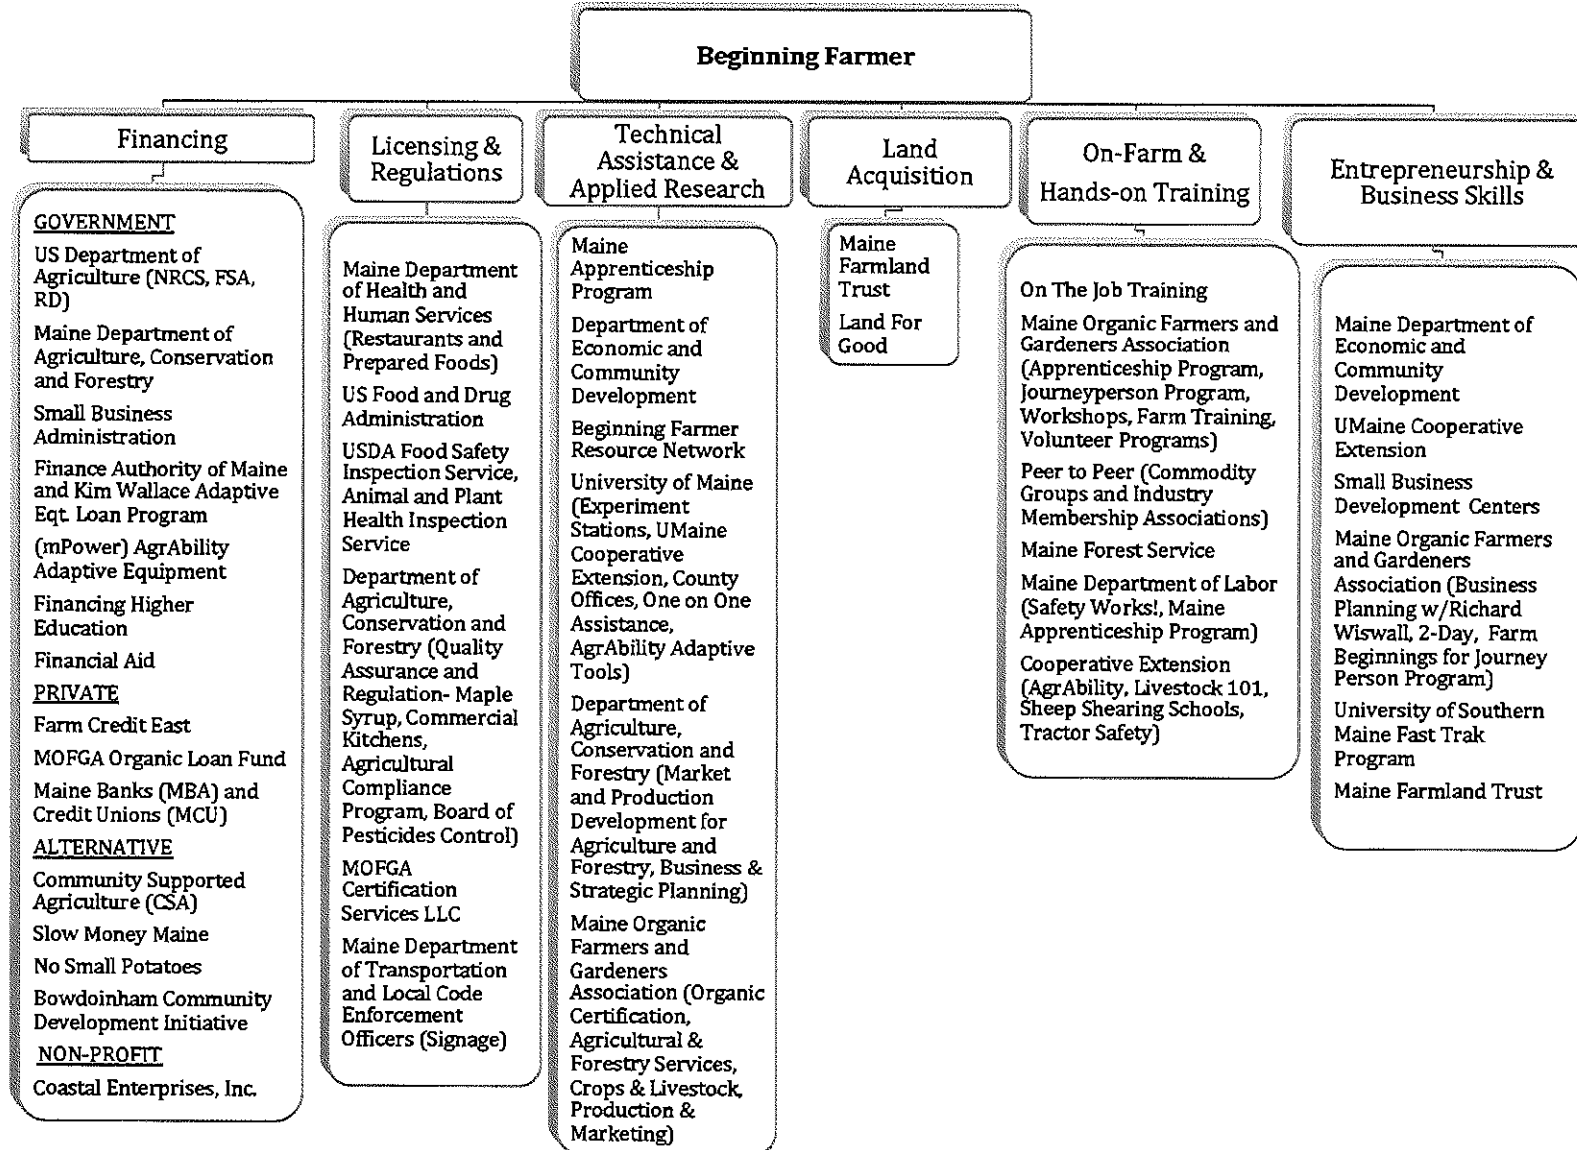 Beginning Farmer
Financing
GOVERNMENT
US Department of
Agriculture (NRCS, FSA,
RD)
Maine Department of
Agriculture, Conservation
and Forestry
Small Business
Administration
Finance Authority of Maine
and Kim Wallace Adaptive
Eqt. Loan Program
(mPower) AgrAbility
Adaptive Equipment
Financing Higher
Education
Financial Aid
PRIVATE
Farm Credit East
MOFGA Organic Loan Fund
Maine Banks (MBA) and
Credit Unions (MCU)
ALTERNATIVE
Community Supported
Agriculture (CSA)
Slow Money Maine
No Small Potatoes
Bowdoinham Community
Development Initiative
NON-PROFIT
Coastal Enterprises, Inc.
Licensing &
Regulations
Maine Department
of Health and
Human Services
(Restaurants and
Prepared Foods)
US Food and Drug
Administration
USDA Food Safety
Inspection Service,
Animal and Plant
Health Inspection
Service
Department of
Agriculture,
Conservation and
Forestry (Quality
Assurance and
Regulation- Maple
Syrup, Commercial
Kitchens,
Agricultural
Compliance
Program, Board of
Pesticides Control)
MOFGA
Certification
Services LLC
Maine Department
of Transportation
and Local Code
Enforcement
Officers (Signage)
Technical
Assistance &
Applied Research
Maine
Apprenticeship
Program
Department of
Economic and
Community
Development
Beginning Farmer
Resource Network
University of Maine
(Experiment
Stations, UMaine
Cooperative
Extension, County
Offices, One on One
Assistance,
AgrAbility Adaptive
Tools)
Department of
Agriculture,
Conservation and
Forestry (Market
and Production
Development for
Agriculture and
Forestry, Business &
Strategic Planning)
Maine Organic
Farmers and
Gardeners
Association (Organic
Certification,
Agricultural &
Forestry Services,
Crops & Livestock,
Production &
Marketing)
Land
Acquisition
Maine
Farmland
Trust
Land For
Good
On-Farm &
Hands-on Training
On The Job Training
Maine Organic Farmers and
Gardeners Association
(Apprenticeship Program,
Journeyperson Program,
Workshops, Farm Training,
Volunteer Programs)
Peer to Peer (Commodity
Groups and Industry
Membership Associations)
Maine Forest Service
Maine Department of Labor
(Safety Works!, Maine
Apprenticeship Program)
Cooperative Extension
(AgrAbility, Livestock 101,
Sheep Shearing Schools,
Tractor Safety)
Entrepreneurship &
Business Skills
Maine Department of
Economic and
Community
Development
UMaine Cooperative
Extension
Small Business
Development Centers
Maine Organic Farmers
and Gardeners
Association (Business
Planning w/Richard
Wiswall, 2-Day, Farm
Beginnings for Journey
Person Program)
University of Southern
Maine Fast Trak
Program
Maine Farmland Trust